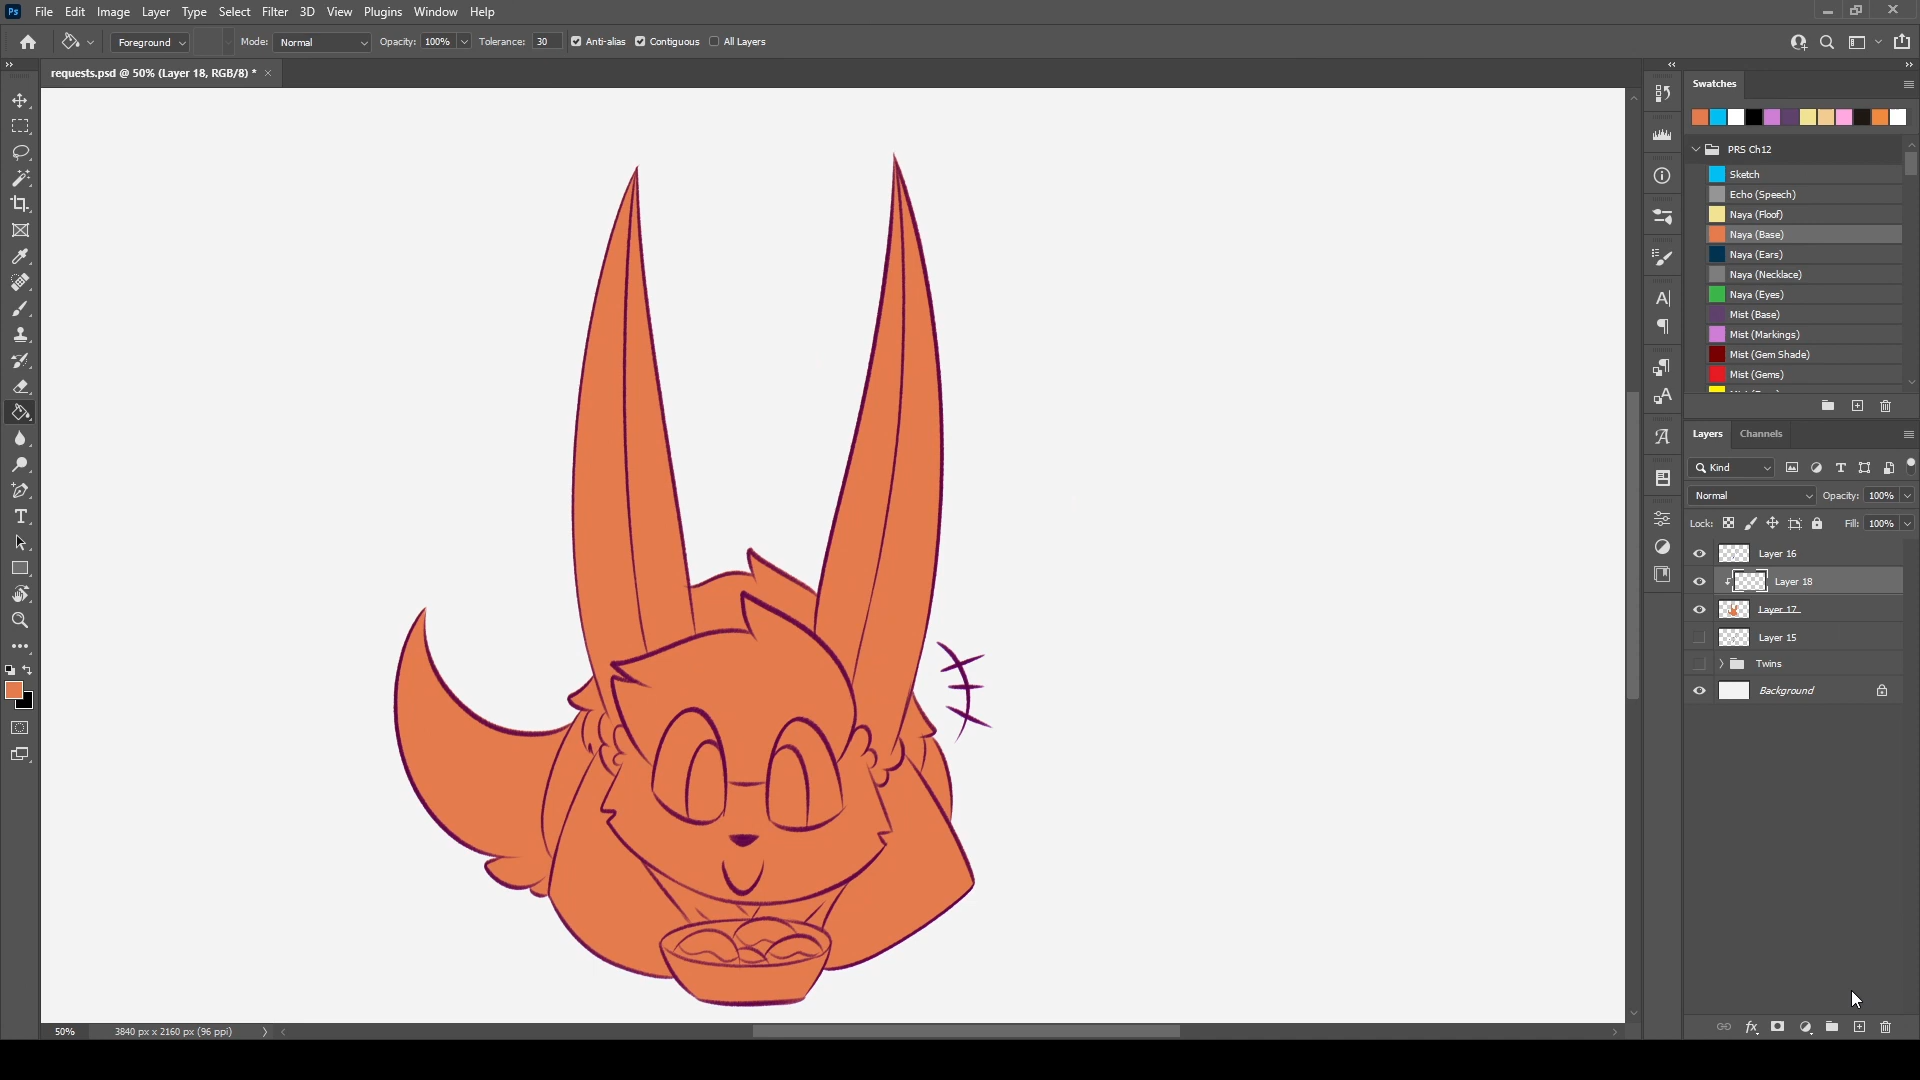 Ps File Edit Image Layer Type Select Filter 3D View Plugins Window Help
Foreground Mode: Normal Opacity: 100% Tolerance: 30 Anti-alias Contiguous All Layers
requests.psd @ 50% (Layer 18, RGB/8) * ×
Swatches
PRS Ch12
Sketch
Echo (Speech)
Naya (Floof)
Naya (Base)
Naya (Ears)
Naya (Necklace)
Naya (Eyes)
Mist (Base)
Mist (Markings)
Mist (Gem Shade)
Mist (Gems)
Layers Channels
Kind
Normal Opacity: 100%
Lock: Fill: 100%
Layer 16
Layer 18
Layer 17
Layer 15
Twins
Background
50% 3840 px x 2160 px (96 ppi)